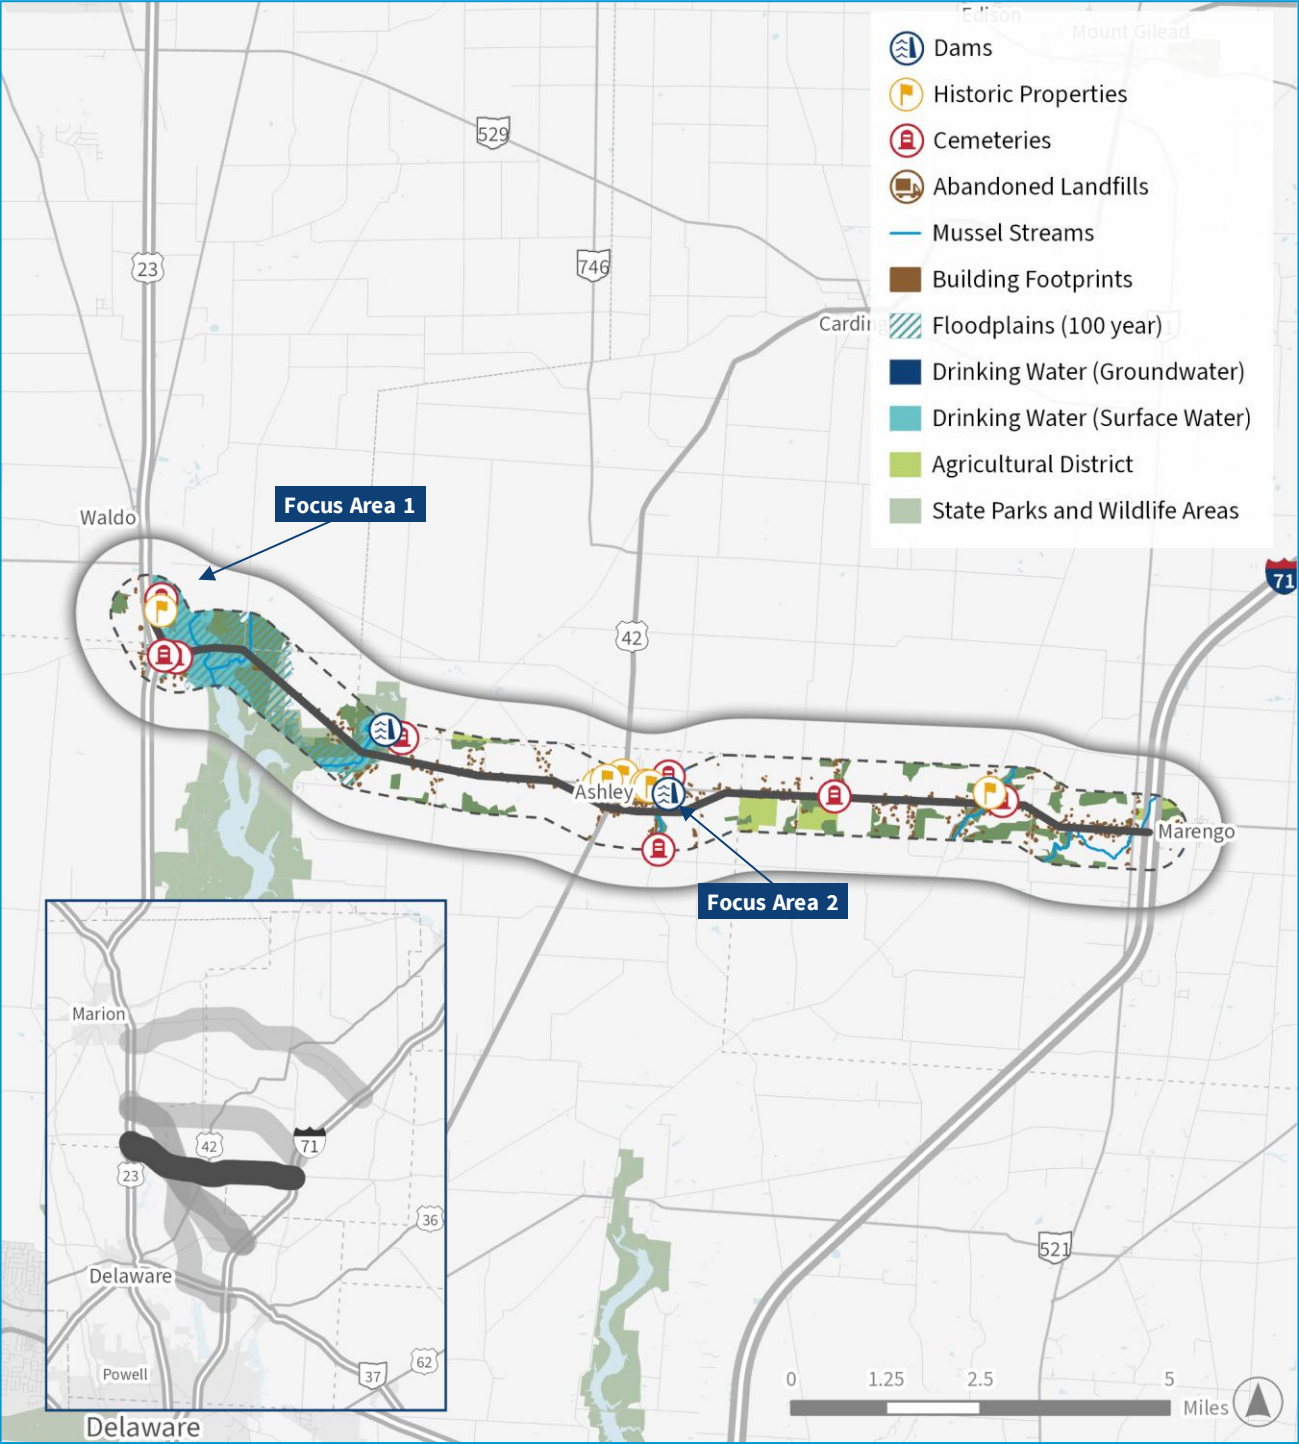 Edison
Mount Gilead
Dams
Historic Properties
Cemeteries
Abandoned Landfills
Mussel Streams
Building Footprints
Floodplains (100 year)
Drinking Water (Groundwater)
Drinking Water (Surface Water)
Agricultural District
State Parks and Wildlife Areas
529
23
746
Carding
Focus Area 1
Waldo
71
42
Ashley
Marengo
Focus Area 2
Marion
42
71
23
36
521
Delaware
Powell
37
62
0
1.25
2.5
5
Miles
Delaware